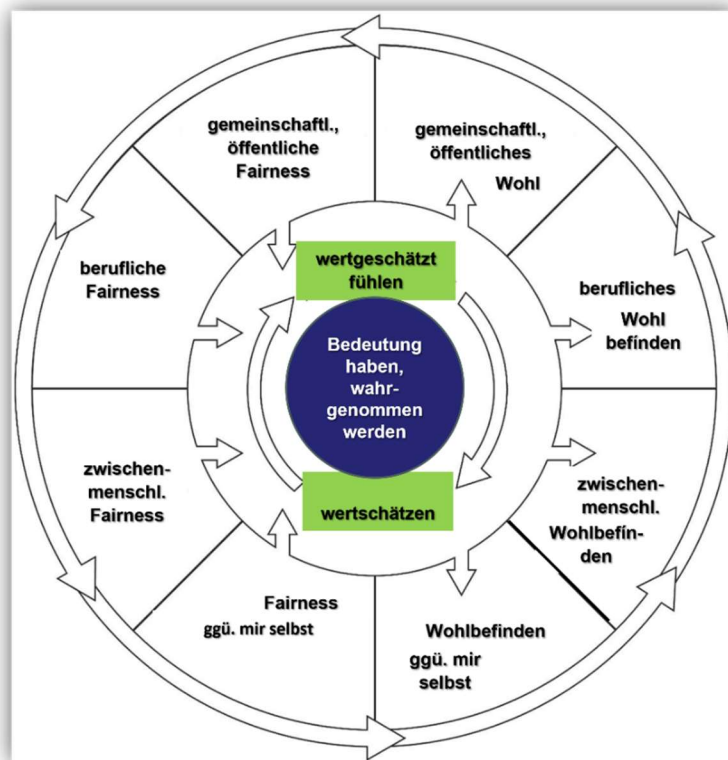 gemeinschaftl.,
öffentliche
Fairness
gemeinschaftl.,
öffentliches
Wohl
berufliche
Fairness
wertgeschätzt
fühlen
berufliches
Wohl
befinden
Bedeutung
haben,
wahr-
genommen
werden
zwischen-
menschl.
Fairness
wertschätzen
zwischen-
menschl.
Wohlbefin-
den
Fairness
ggü. mir selbst
Wohlbefinden
ggü. mir
selbst